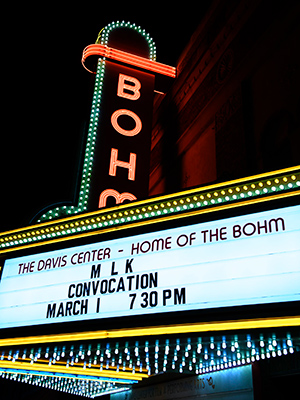 BOHM
THE DAVIS CENTER - HOME OF THE BOHM
M L K
CONVOCATION
MARCH 1 7 30 PM